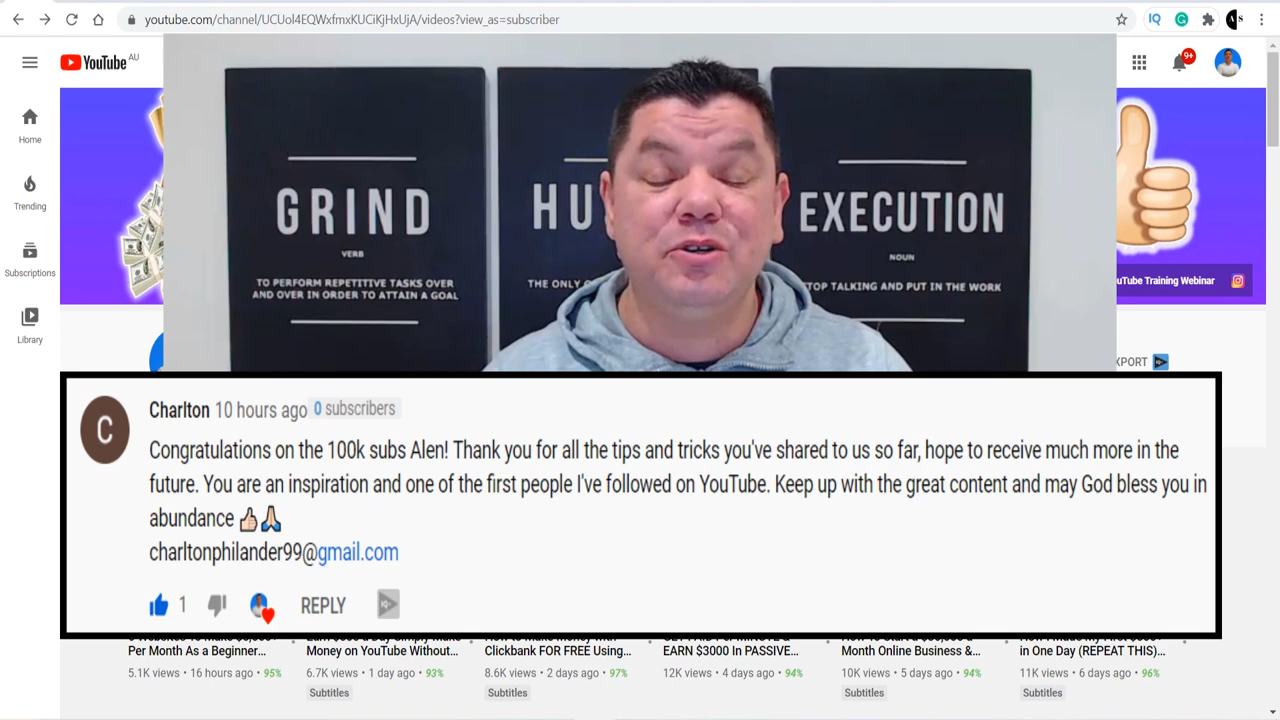 youtube.com/channel/UCUol4EQWxfmxKUCiKjHxUjA/videos?view_as=subscriber
YouTube AU
9+
Home
Trending
Subscriptions
Library
GRIND
VERB
TO PERFORM REPETITIVE TASKS OVER
AND OVER IN ORDER TO ATTAIN A GOAL
HU
THE ONLY
EXECUTION
NOUN
TOP TALKING AND PUT IN THE WORK
uTube Training Webinar
XPORT
C
Charlton 10 hours ago 0 subscribers
Congratulations on the 100k subs Alen! Thank you for all the tips and tricks you've shared to us so far, hope to receive much more in the
future. You are an inspiration and one of the first people I've followed on YouTube. Keep up with the great content and may God bless you in
abundance 👍🏻🙏🏻
charltonphilander99@gmail.com
1 REPLY
Per Month As a Beginner...
5.1K views • 16 hours ago • 95%
Money on YouTube Without...
6.7K views • 1 day ago • 93%
Subtitles
Clickbank FOR FREE Using...
8.6K views • 2 days ago • 97%
Subtitles
EARN $3000 In PASSIVE...
12K views • 4 days ago • 94%
Month Online Business &...
10K views • 5 days ago • 94%
Subtitles
in One Day (REPEAT THIS)...
11K views • 6 days ago • 96%
Subtitles